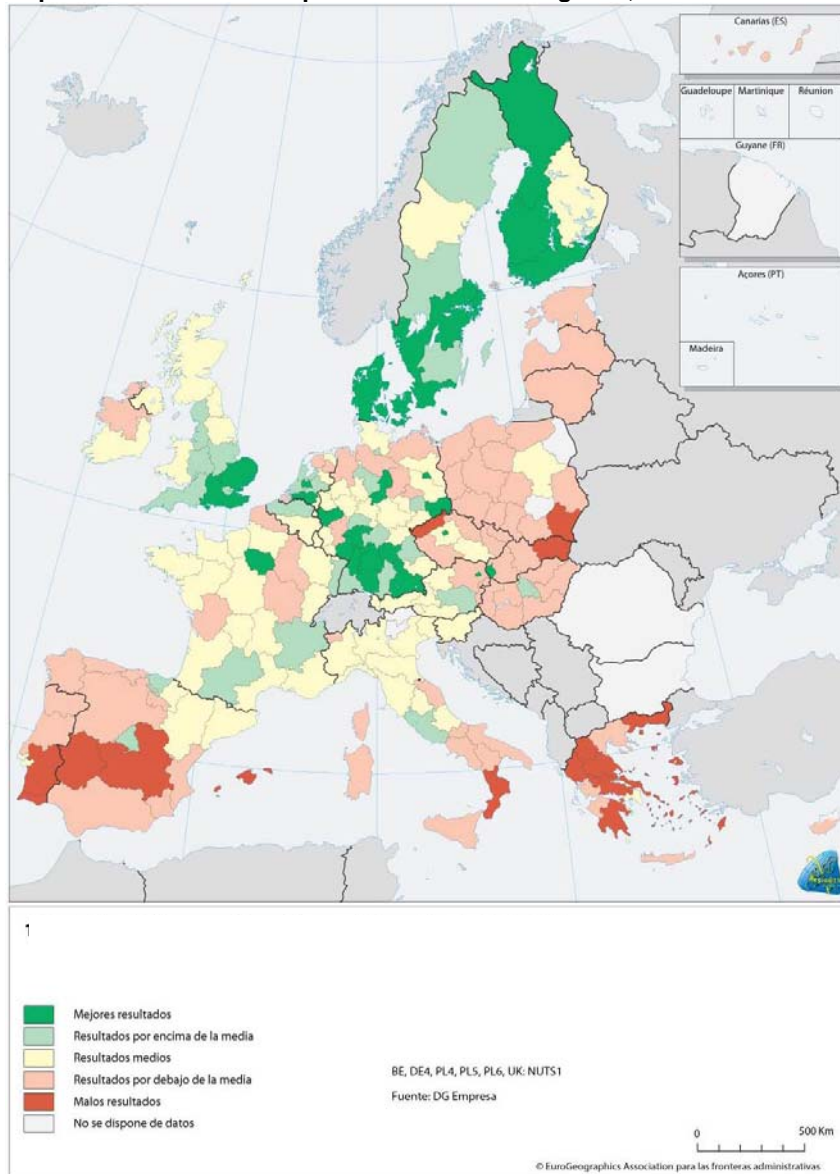 Canarias (ES)
Guadeloupe Martinique Réunion
Guyane (FR)
Açores (PT)
Madeira
1
Mejores resultados
Resultados por encima de la media
Resultados medios
Resultados por debajo de la media
Malos resultados
No se dispone de datos
BE, DE4, PL4, PL5, PL6, UK: NUTS1
Fuente: DG Empresa
0 500 Km
© EuroGeographics Association para las fronteras administrativas